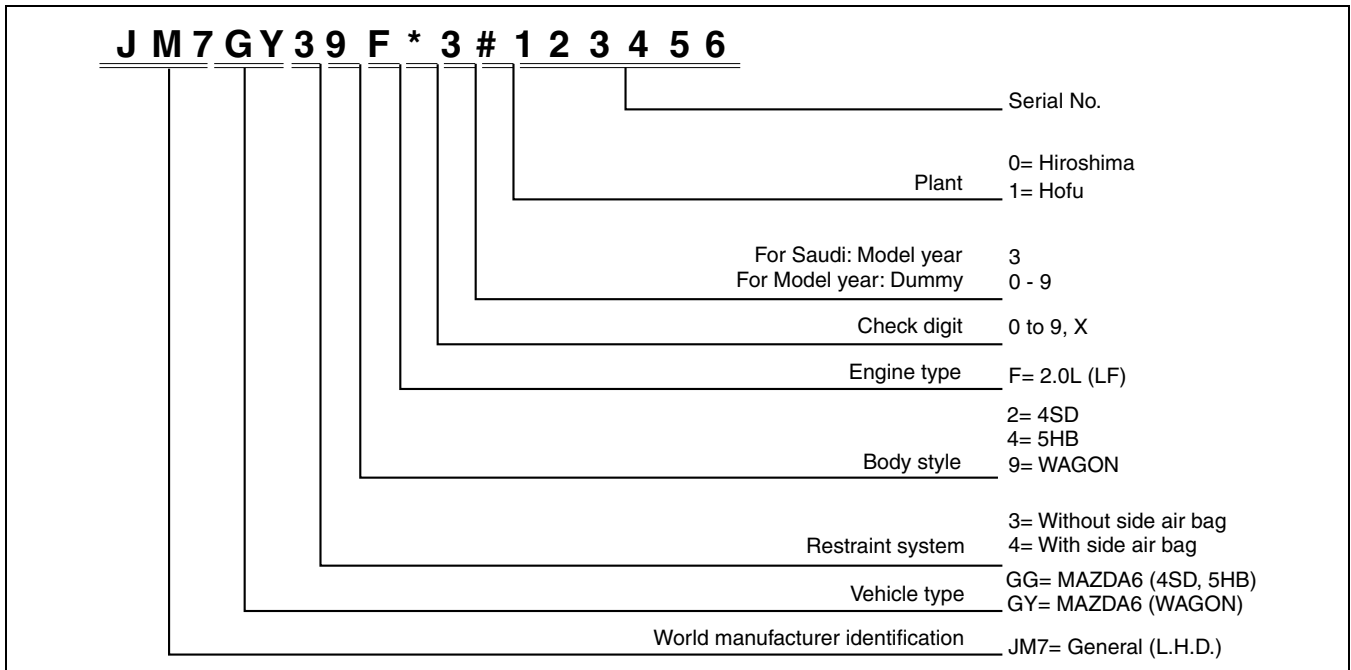 J M 7 G Y 3 9 F * 3 # 1 2 3 4 5 6
Serial No.
Plant
0= Hiroshima
1= Hofu
For Saudi: Model year 3
For Model year: Dummy 0 - 9
Check digit 0 to 9, X
Engine type F= 2.0L (LF)
Body style
2= 4SD
4= 5HB
9= WAGON
Restraint system
3= Without side air bag
4= With side air bag
Vehicle type
GG= MAZDA6 (4SD, 5HB)
GY= MAZDA6 (WAGON)
World manufacturer identification JM7= General (L.H.D.)